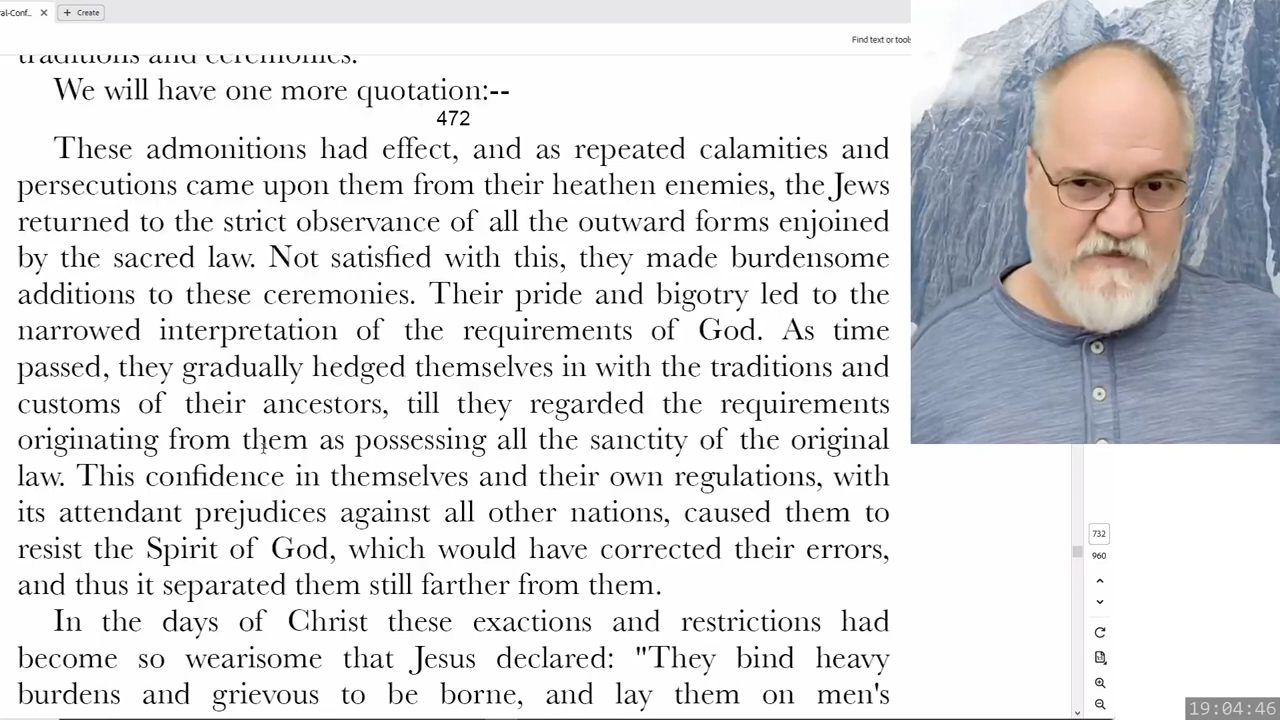 al-Conf..
Create
Find text or tools
traditions and ceremonies.
We will have one more quotation:--
472
These admonitions had effect, and as repeated calamities and
persecutions came upon them from their heathen enemies, the Jews
returned to the strict observance of all the outward forms enjoined
by the sacred law. Not satisfied with this, they made burdensome
additions to these ceremonies. Their pride and bigotry led to the
narrowed interpretation of the requirements of God. As time
passed, they gradually hedged themselves in with the traditions and
customs of their ancestors, till they regarded the requirements
originating from them as possessing all the sanctity of the original
law. This confidence in themselves and their own regulations, with
its attendant prejudices against all other nations, caused them to
resist the Spirit of God, which would have corrected their errors,
and thus it separated them still farther from them.
In the days of Christ these exactions and restrictions had
become so wearisome that Jesus declared: "They bind heavy
burdens and grievous to be borne, and lay them on men's
732
960
19:04:46